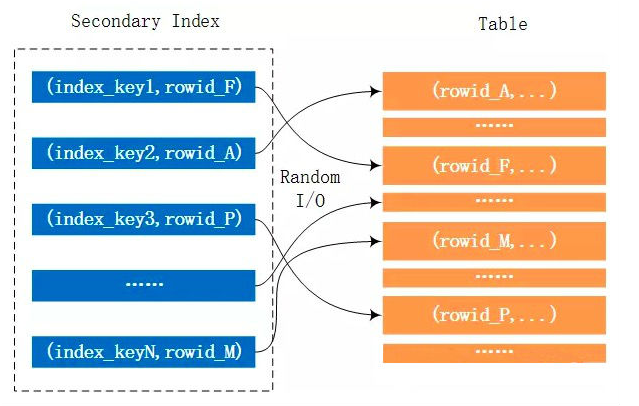 Secondary Index
(index_key1,rowid_F)
(index_key2,rowid_A)
(index_key3,rowid_P)
······
(index_keyN,rowid_M)
Random
I/O
Table
(rowid_A,...)
······
(rowid_F,...)
······
(rowid_M,...)
······
(rowid_P,...)
······